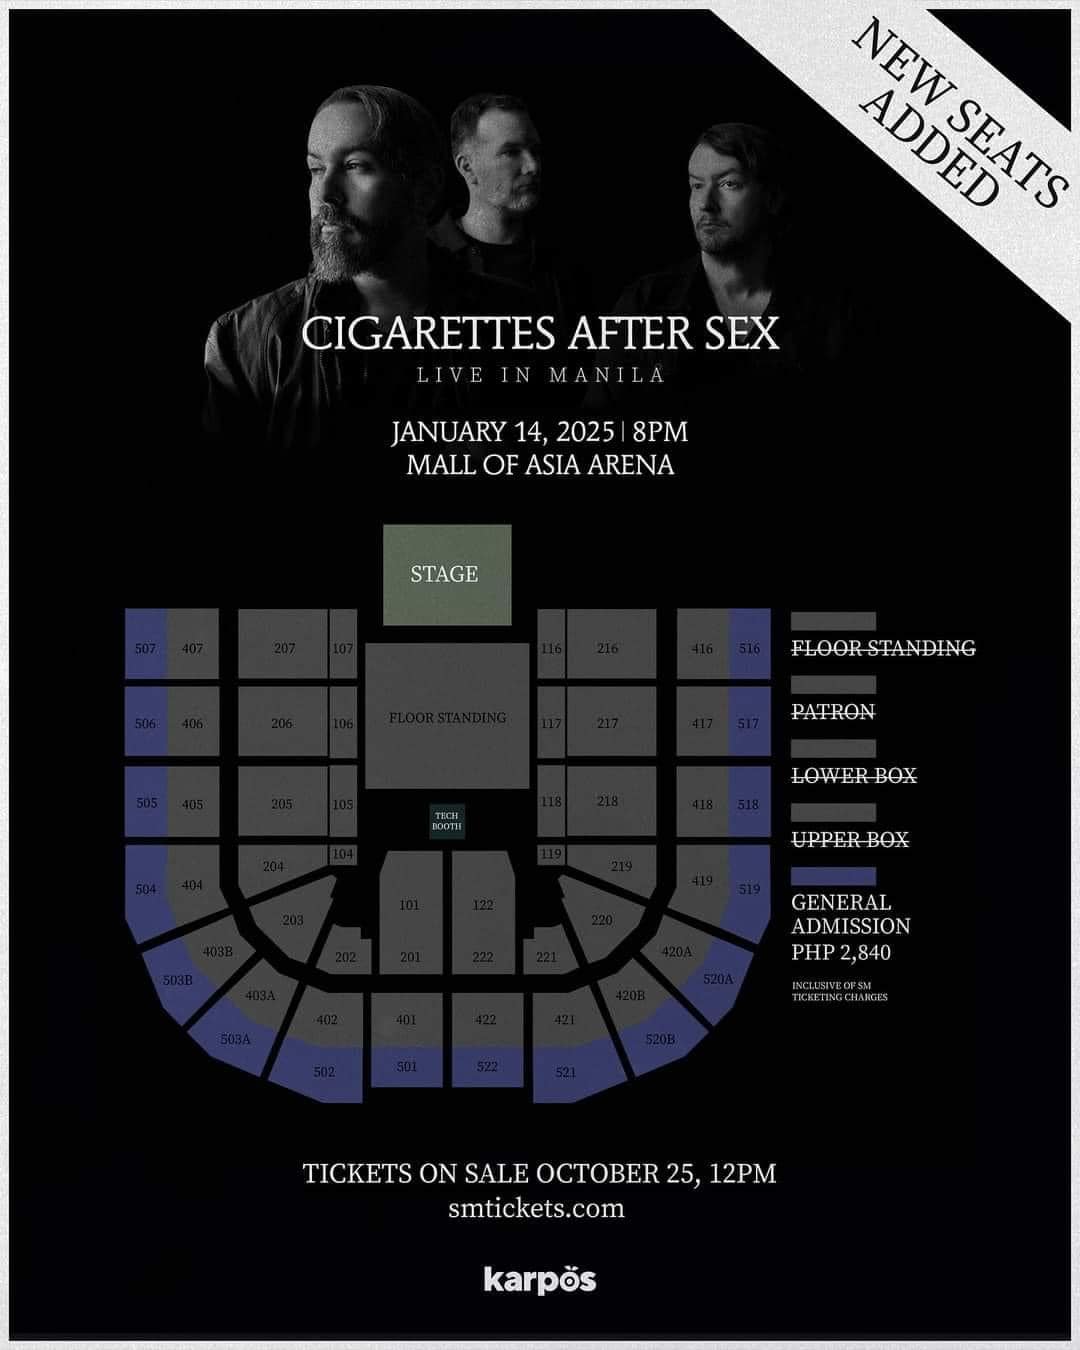 NEW SEATS
ADDED
CIGARETTES AFTER SEX
LIVE IN MANILA
JANUARY 14, 2025 | 8PM
MALL OF ASIA ARENA
STAGE
507 407 207 107 116 216 416 516
FLOOR STANDING
506 406 206 106 FLOOR STANDING 117 217 417 517
PATRON
505 405 205 105 118 218 418 518
LOWER BOX
TECH
BOOTH
UPPER BOX
104 119
504 404 204 219 419 519
GENERAL
ADMISSION
PHP 2,840
203 101 122 220
403B 202 201 222 221 420A
503B 403A 420B 520A
INCLUSIVE OF SM
TICKETING CHARGES
402 401 422 421
503A 520B
502 501 522 521
TICKETS ON SALE OCTOBER 25, 12PM
smtickets.com
karpos